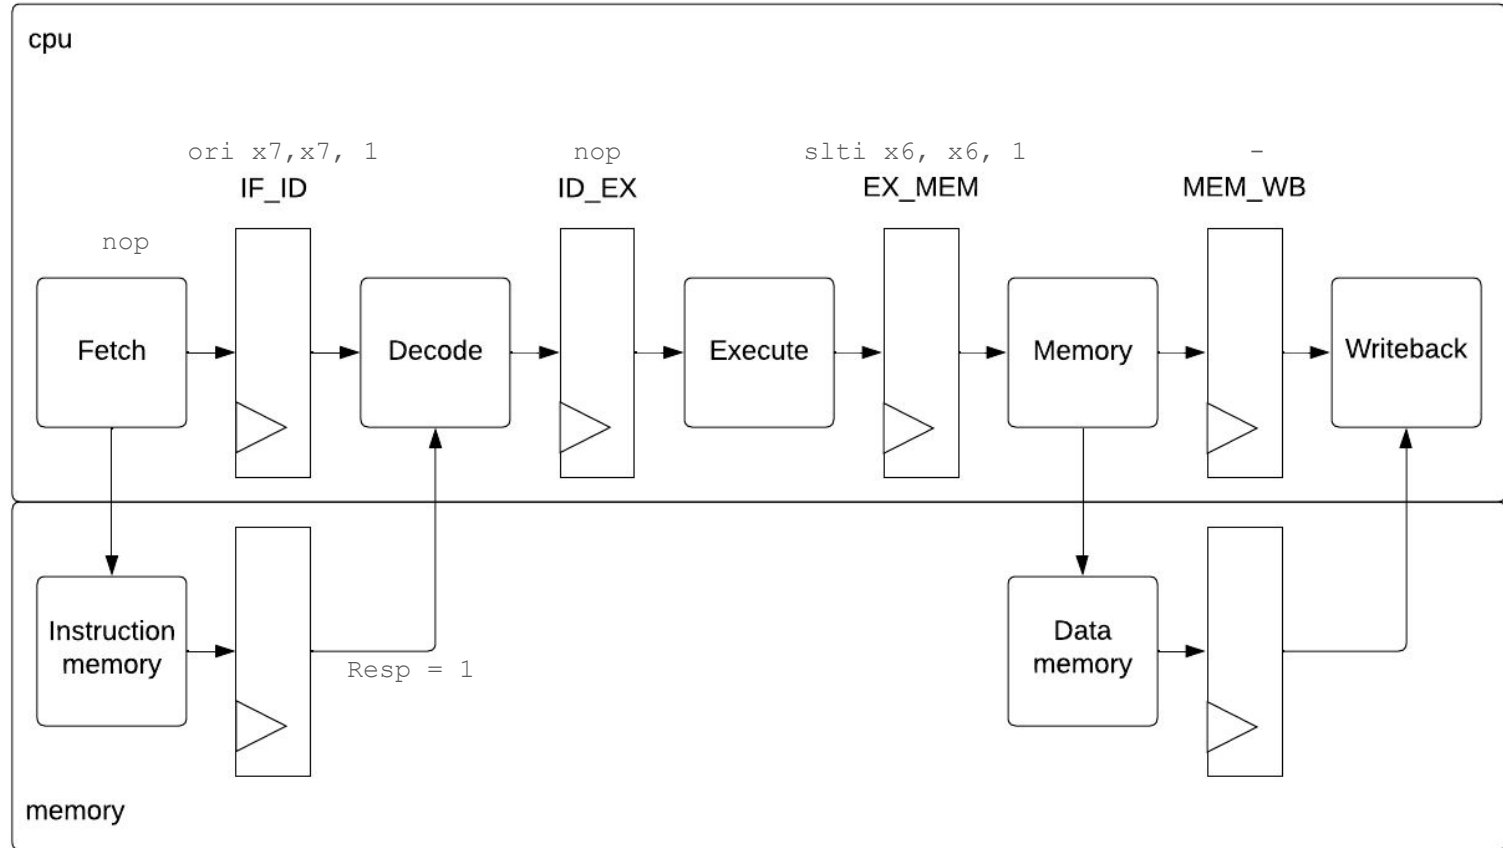 cpu
ori x7,x7, 1
nop
slti x6, x6, 1
-
IF_ID
ID_EX
EX_MEM
MEM_WB
nop
Fetch
Decode
Execute
Memory
Writeback
Instruction
memory
Resp = 1
Data
memory
memory